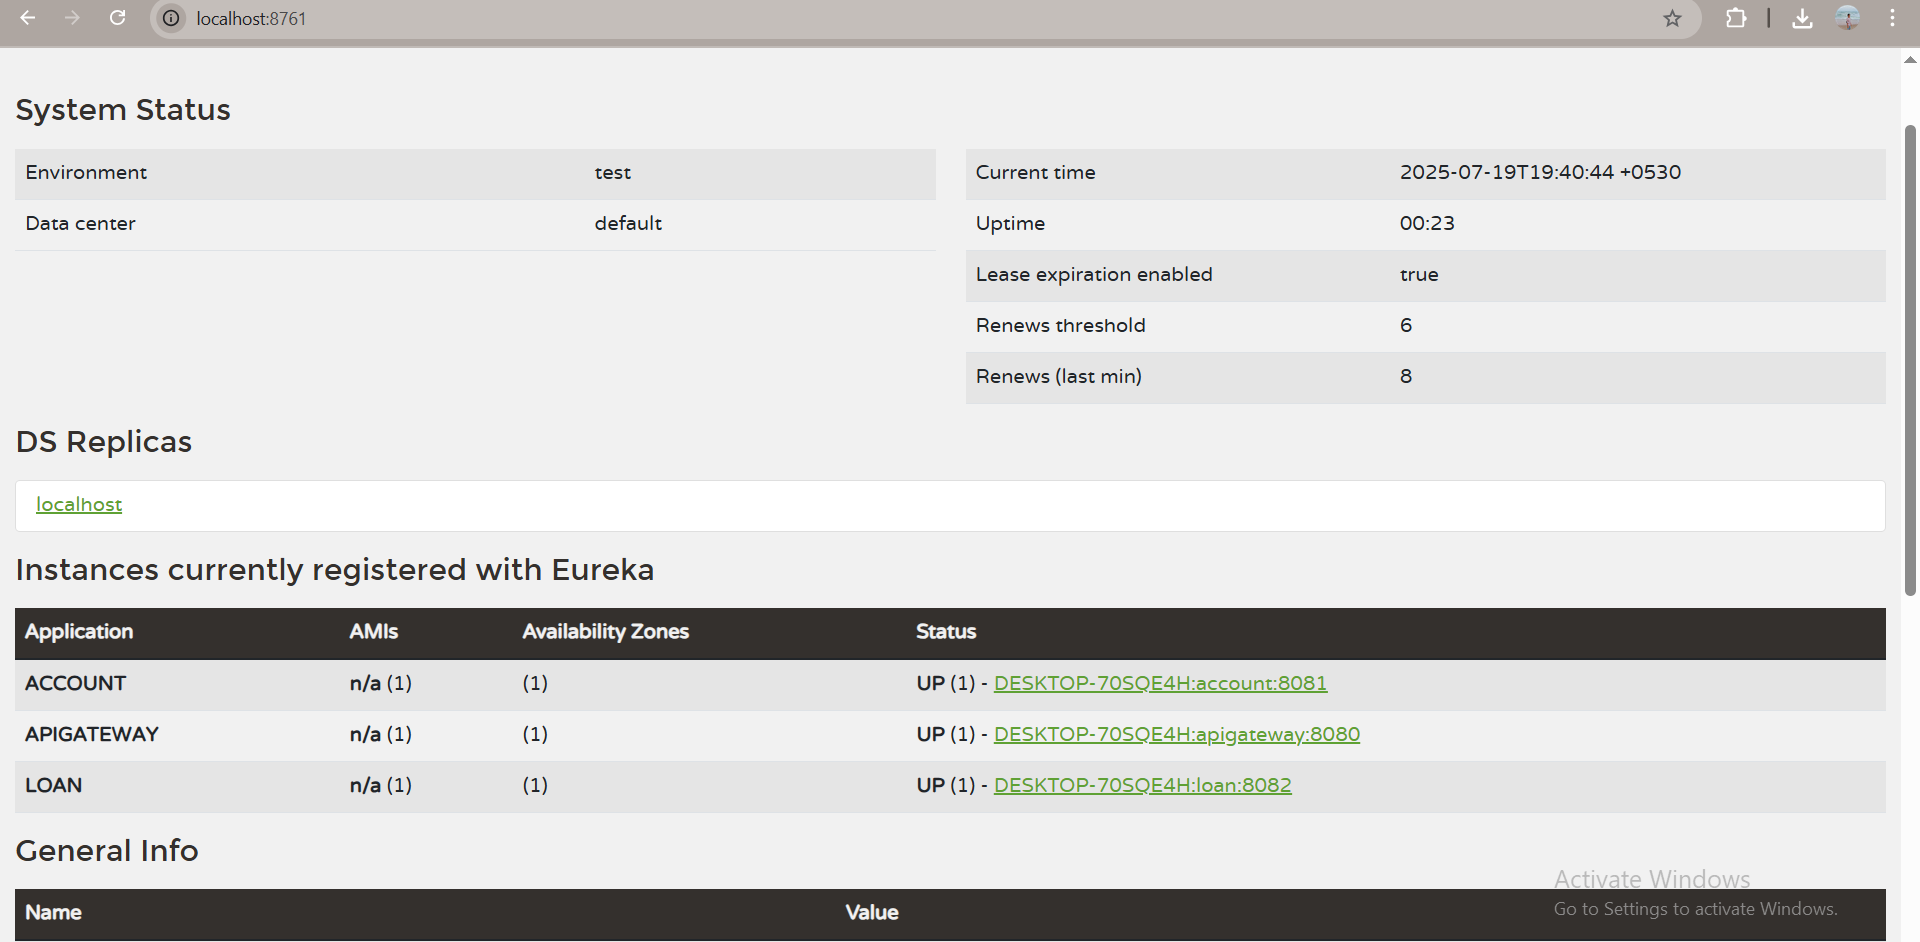 localhost:8761
System Status
Environment test
Data center default
Current time 2025-07-19T19:40:44 +0530
Uptime 00:23
Lease expiration enabled true
Renews threshold 6
Renews (last min) 8
DS Replicas
localhost
Instances currently registered with Eureka
Application AMIs Availability Zones Status
ACCOUNT n/a (1) (1) UP (1) - DESKTOP-70SQE4H:account:8081
APIGATEWAY n/a (1) (1) UP (1) - DESKTOP-70SQE4H:apigateway:8080
LOAN n/a (1) (1) UP (1) - DESKTOP-70SQE4H:loan:8082
General Info
Name Value
Activate Windows
Go to Settings to activate Windows.